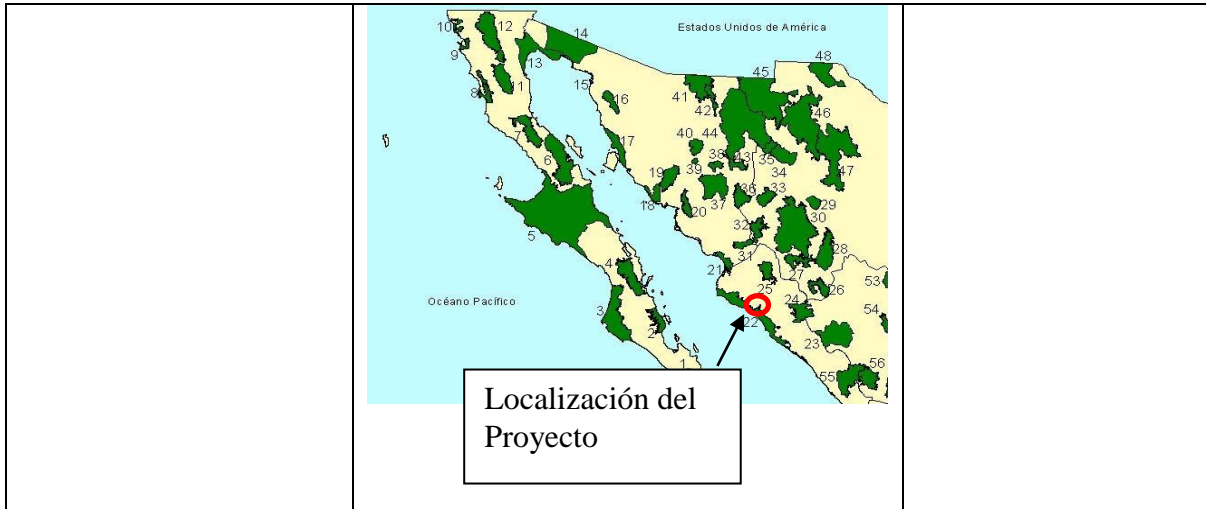 10 12 14 Estados Unidos de América 48
9 13 45
8 11 15 16 41 42 46
7 17 40 44
6 38 43 35 34 47
19 39 36 33
18 20 37 29
5 32 30
31 28
4 21 27
25 26 53
Océano Pacífico 24 54
3 22
2 23
1 55 56
Localización del
Proyecto